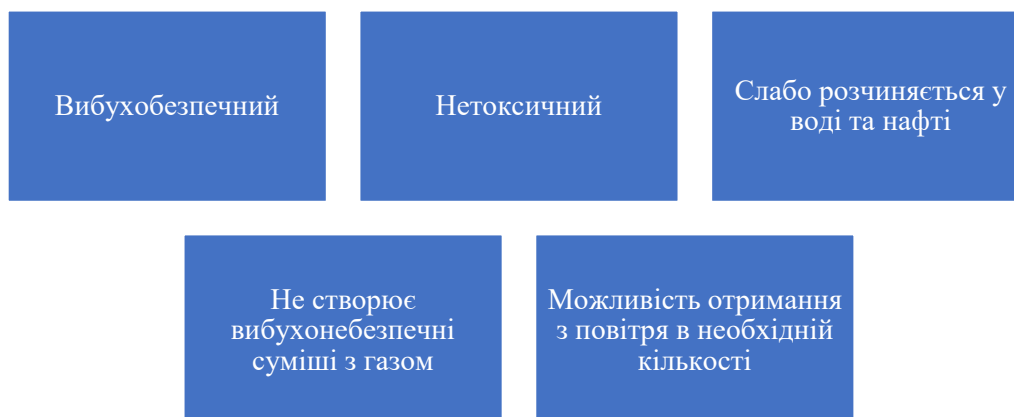 Вибухобезпечний
Нетоксичний
Слабо розчиняється у
воді та нафті
Не створює
вибухонебезпечні
суміші з газом
Можливість отримання
з повітря в необхідній
кількості